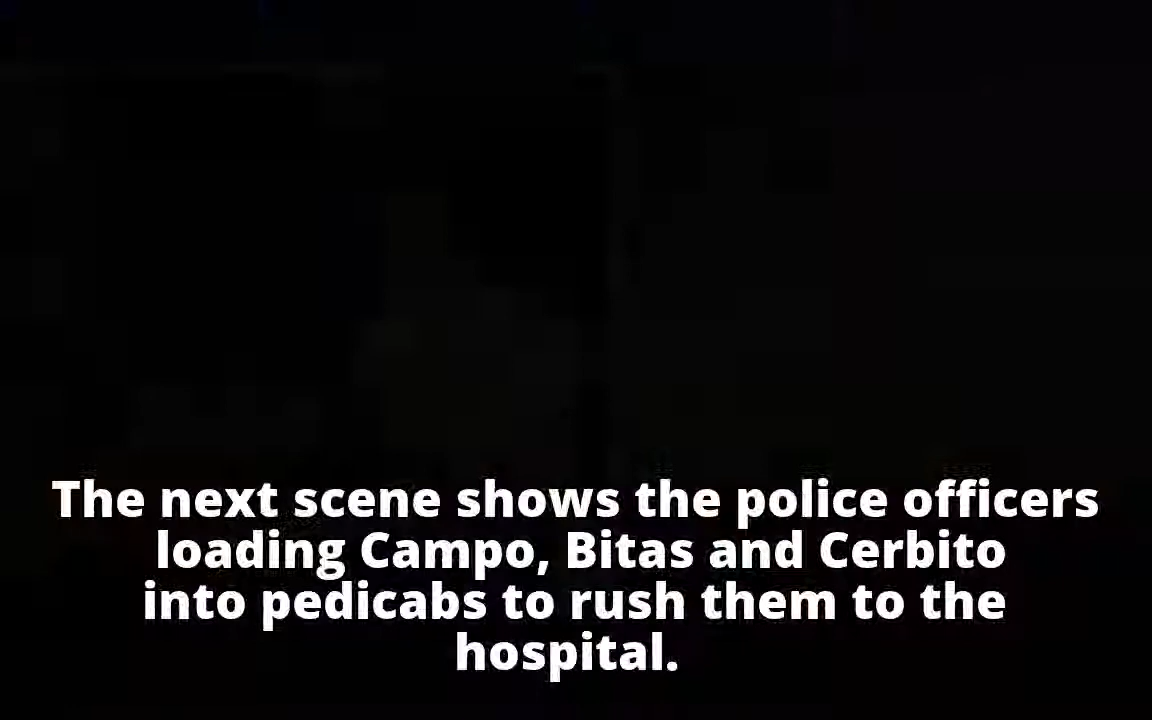 The next scene shows the police officers
loading Campo, Bitas and Cerbito
into pedicabs to rush them to the
hospital.